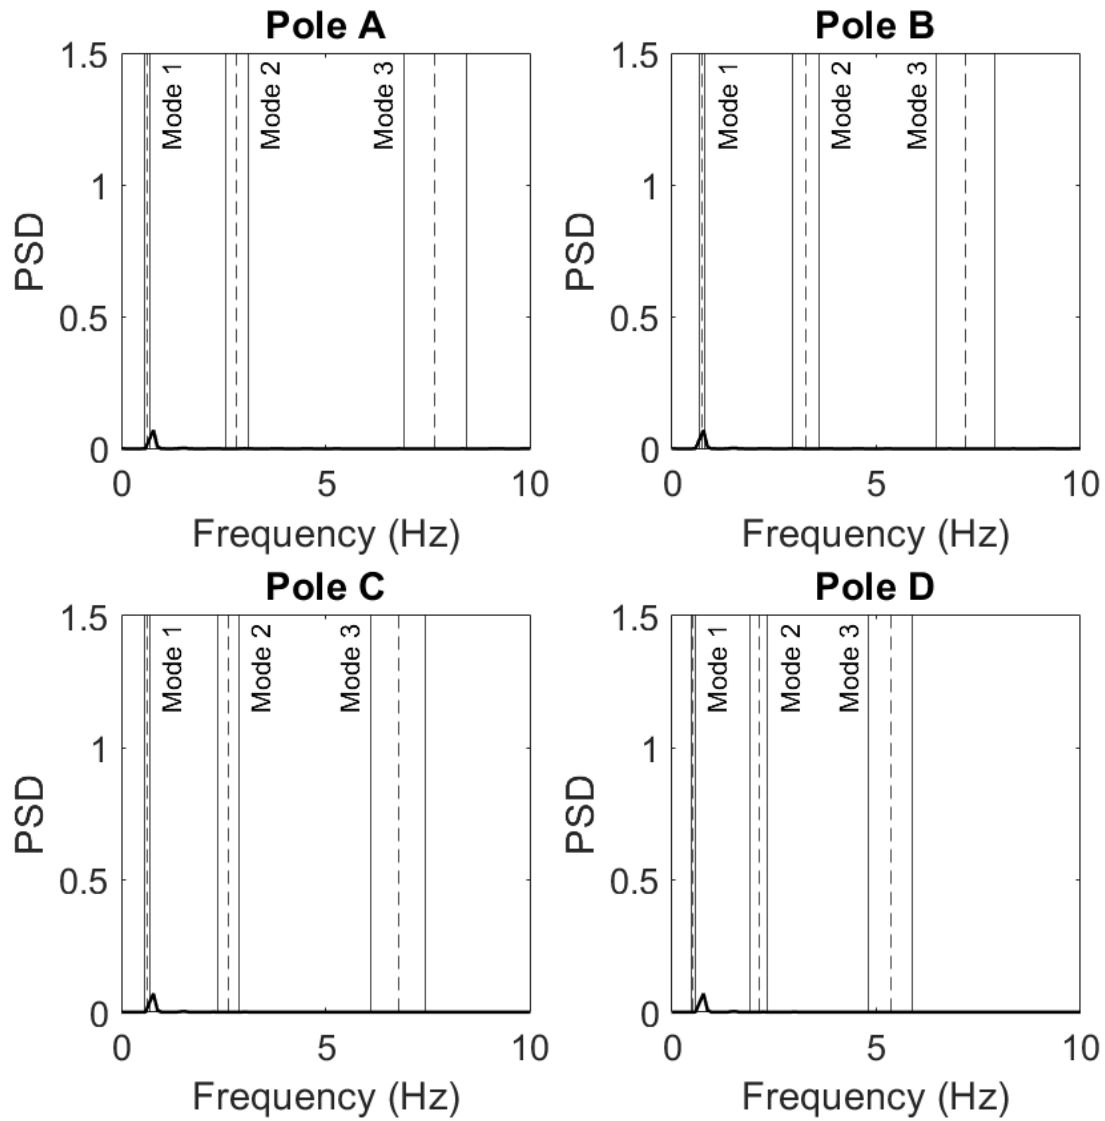 Pole A
1.5
1
0.5
0
PSD
Mode 1
Mode 2
Mode 3
0 5 10
Frequency (Hz)
Pole B
1.5
1
0.5
0
PSD
Mode 1
Mode 2
Mode 3
0 5 10
Frequency (Hz)
Pole C
1.5
1
0.5
0
PSD
Mode 1
Mode 2
Mode 3
0 5 10
Frequency (Hz)
Pole D
1.5
1
0.5
0
PSD
Mode 1
Mode 2
Mode 3
0 5 10
Frequency (Hz)